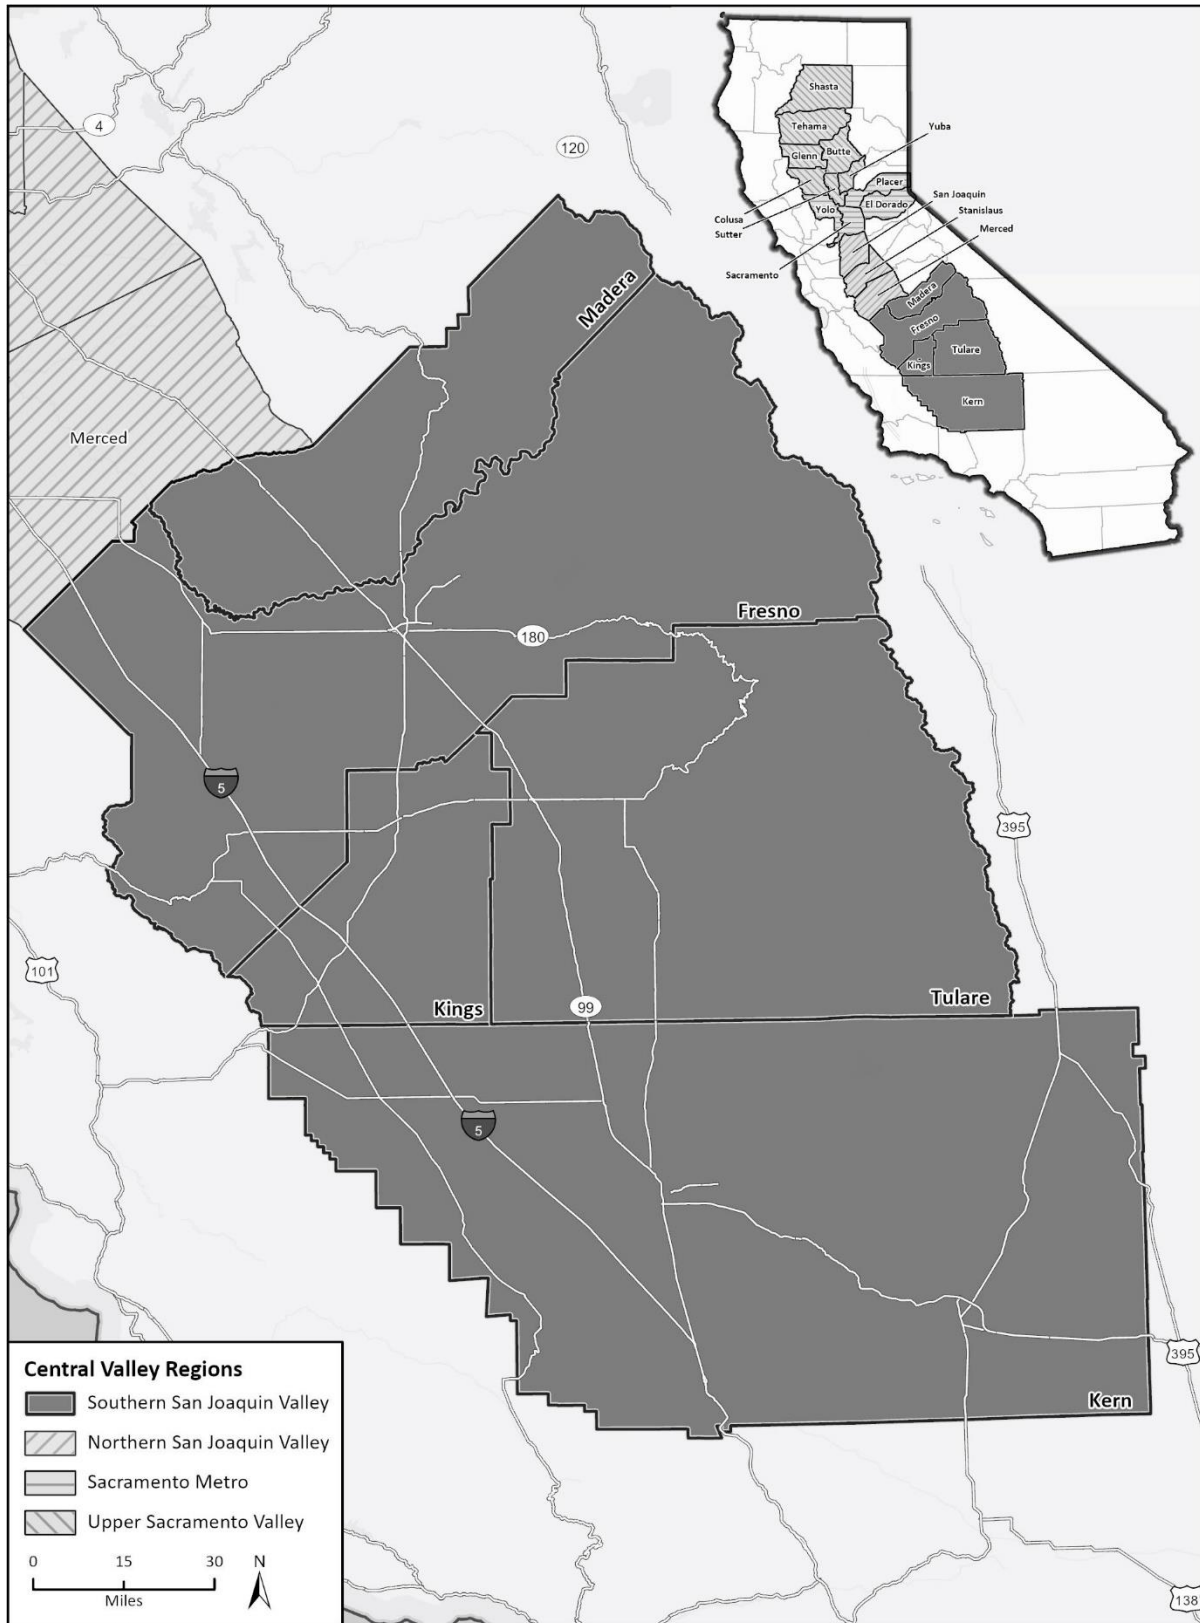 4
120
Shasta
Tehama
Yuba
Glenn
Butte
Placer
San Joaquin
Colusa
Yolo
El Dorado
Stanislaus
Sutter
Merced
Sacramento
Madera
Fresno
Kings
Tulare
Kern
Madera
Merced
Fresno
180
5
395
101
Kings
99
Tulare
5
395
Kern
138
Central Valley Regions
Southern San Joaquin Valley
Northern San Joaquin Valley
Sacramento Metro
Upper Sacramento Valley
0 15 30
Miles
N